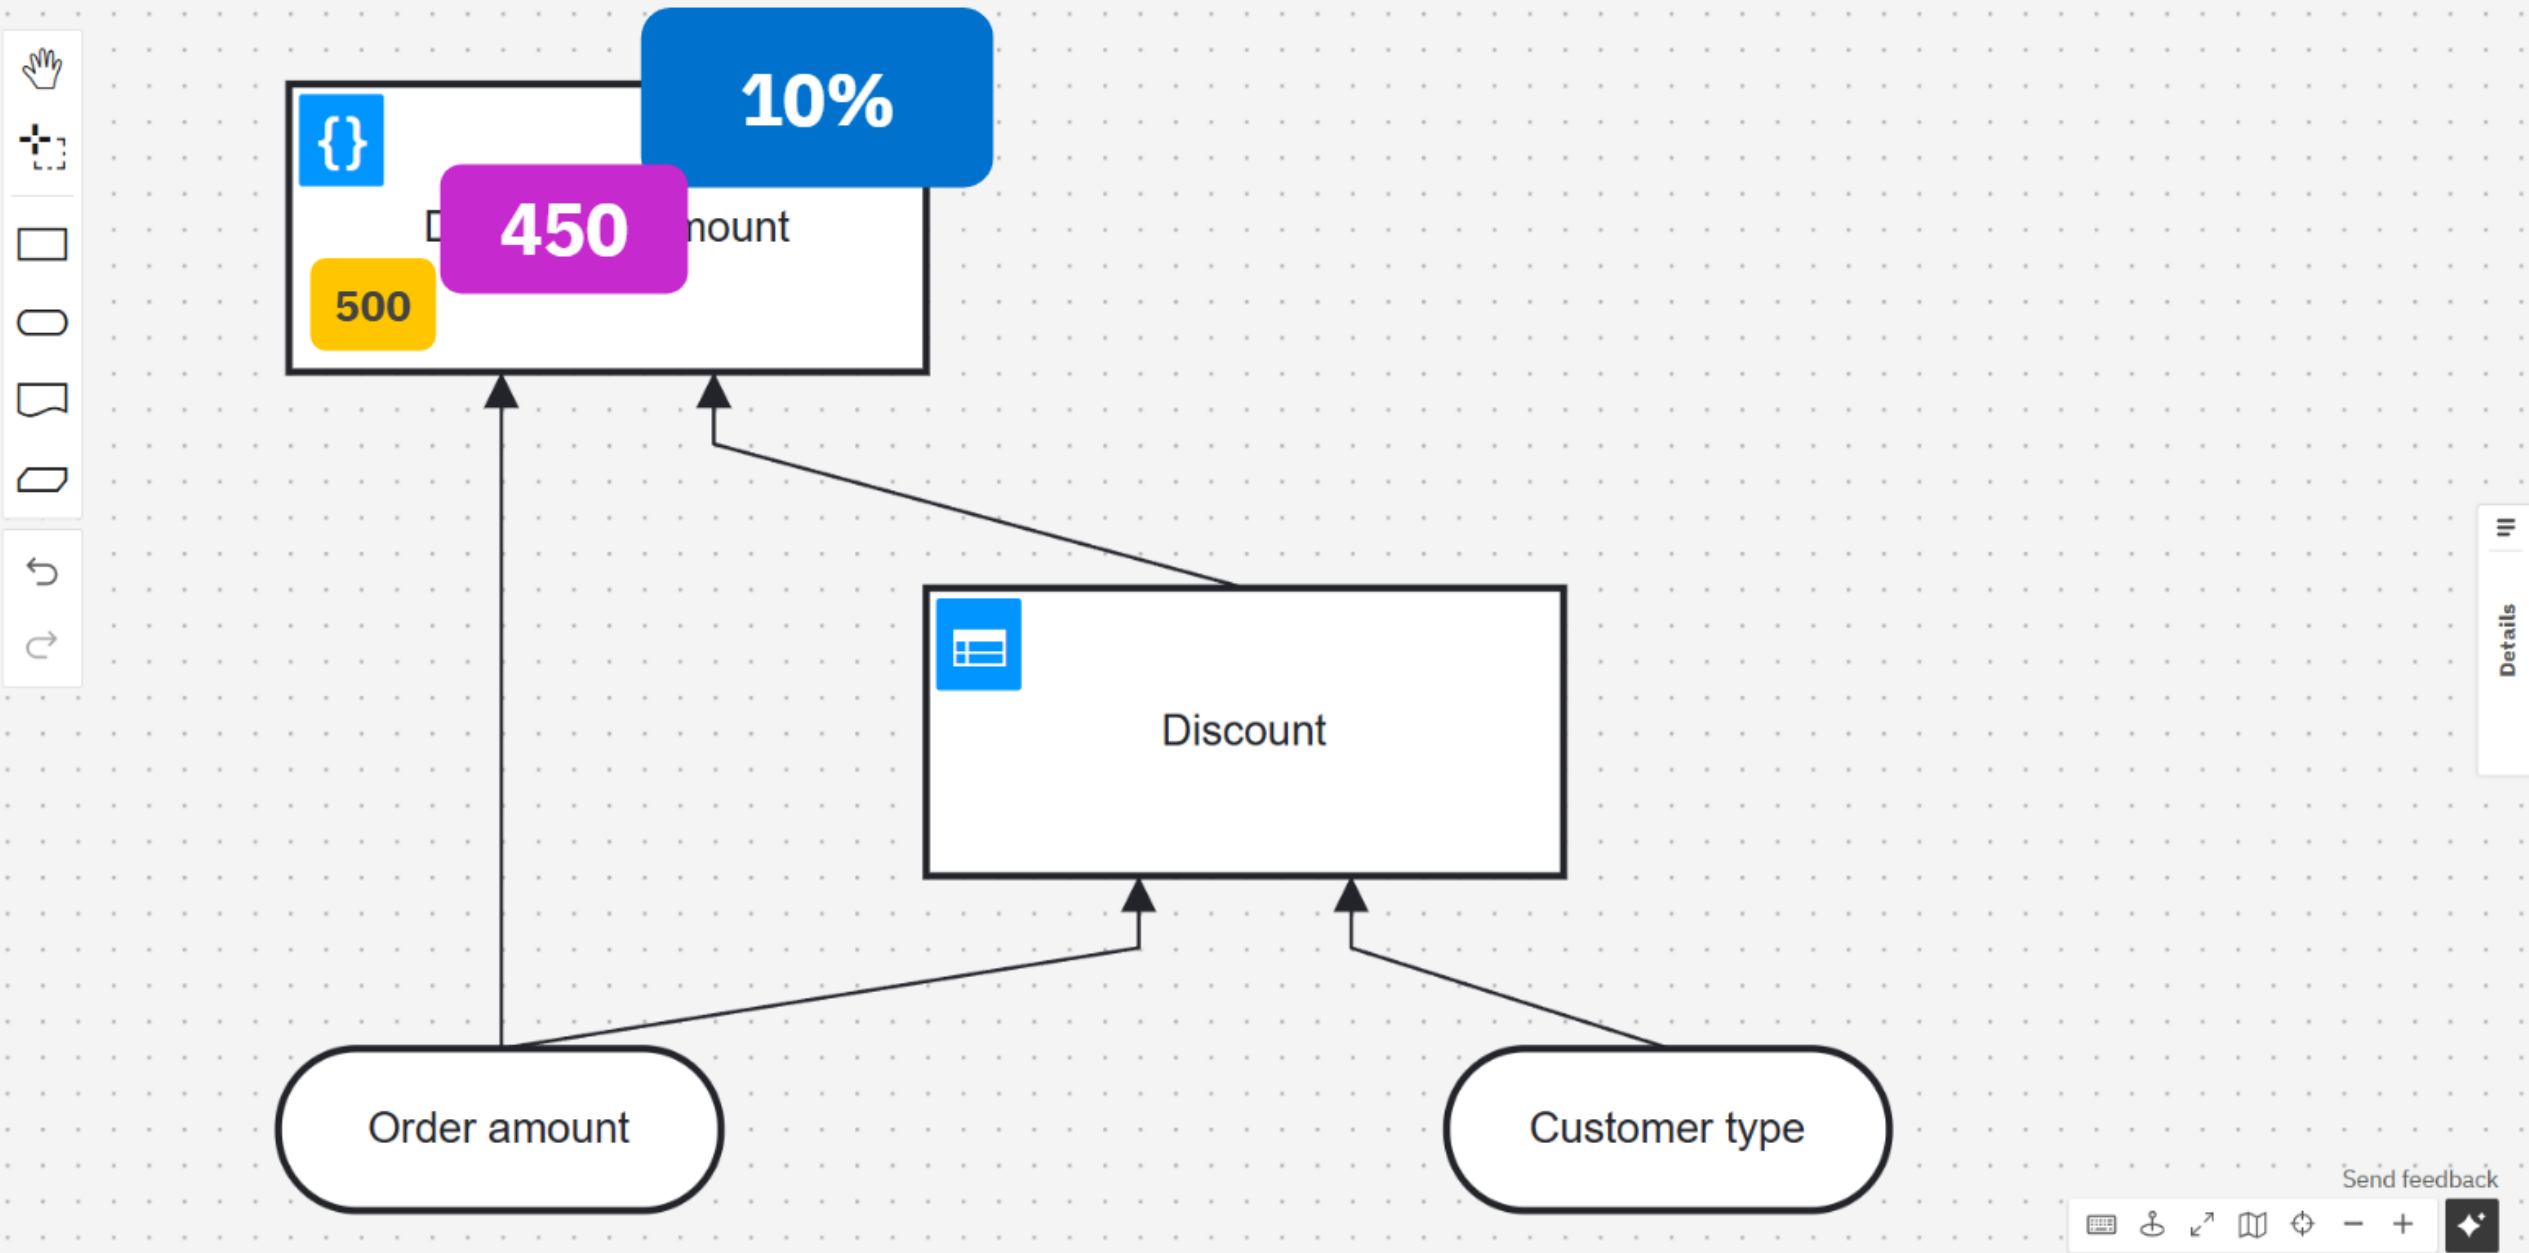 10%
{}
450
mount
500
Discount
Details
Order amount
Customer type
Send feedback